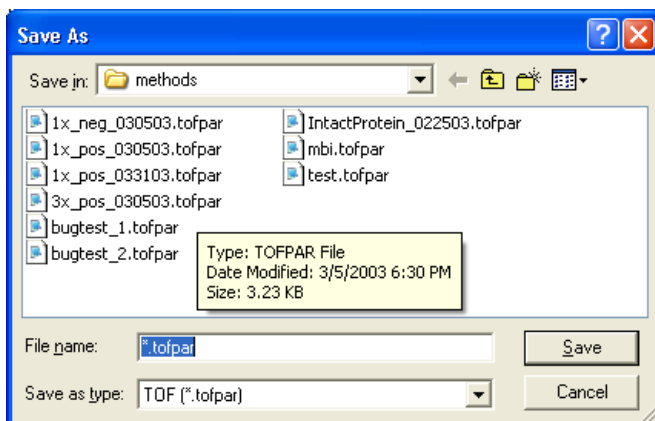 Save As
Save in: methods
1x_neg_030503.tofpar
1x_pos_030503.tofpar
1x_pos_033103.tofpar
3x_pos_030503.tofpar
bugtest_1.tofpar
bugtest_2.tofpar
IntactProtein_022503.tofpar
mbi.tofpar
test.tofpar
Type: TOFPAR File
Date Modified: 3/5/2003 6:30 PM
Size: 3.23 KB
File name: *.tofpar Save
Save as type: TOF (*.tofpar) Cancel